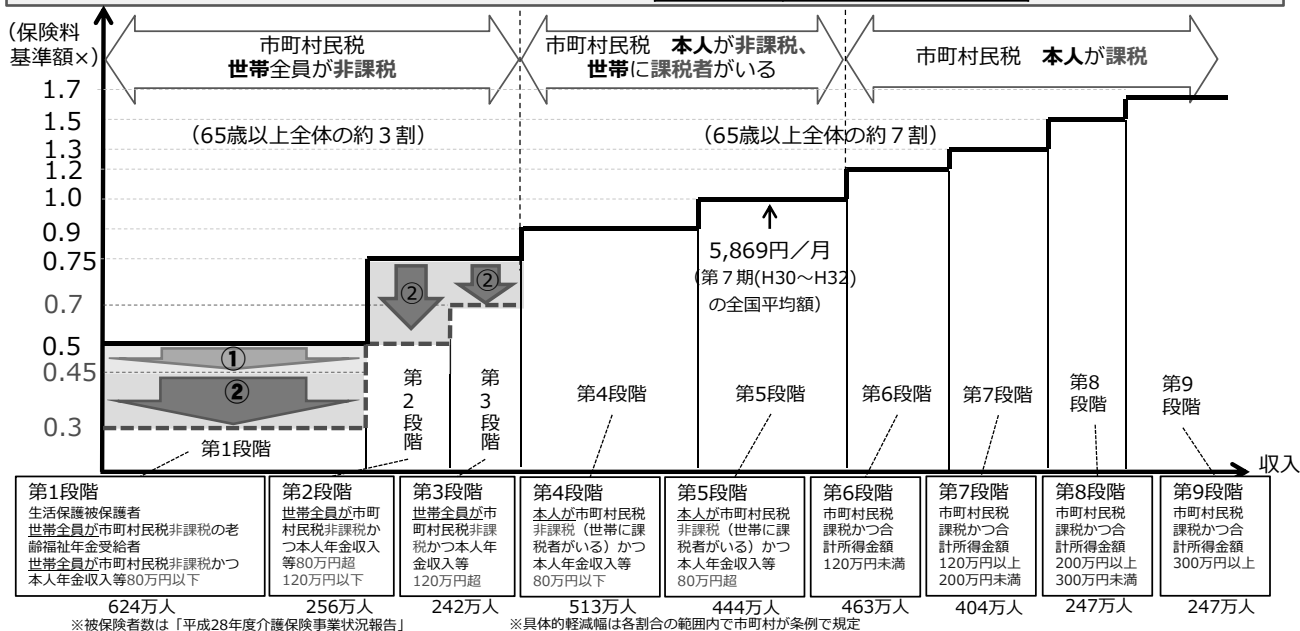 (保険料
基準額×)
市町村民税
世帯全員が非課税
市町村民税 本人が非課税、
世帯に課税者がいる
市町村民税 本人が課税
1.7
1.5
1.3
1.2
1.0
0.9
0.75
0.7
0.5
0.45
0.3
(65歳以上全体の約3割)
(65歳以上全体の約7割)
5,869円/月
(第7期(H30~H32)
の全国平均額)
①
②
②
②
第1段階
第2段階
第3段階
第4段階
第5段階
第6段階
第7段階
第8
段階
第9
段階
収入
第1段階
生活保護被保護者
世帯全員が市町村民税非課税の老
齢福祉年金受給者
世帯全員が市町村民税非課税かつ
本人年金収入等80万円以下
第2段階
世帯全員が市町
村民税非課税か
つ本人年金収入
等80万円超
120万円以下
第3段階
世帯全員が市
町村民税非課
税かつ本人年
金収入等
120万円超
第4段階
本人が市町村民税
非課税(世帯に課
税者がいる)かつ
本人年金収入等
80万円以下
第5段階
本人が市町村民税
非課税(世帯に課
税者がいる)かつ
本人年金収入等
80万円超
第6段階
市町村民税
課税かつ合
計所得金額
120万円未満
第7段階
市町村民税
課税かつ合
計所得金額
120万円以上
200万円未満
第8段階
市町村民税
課税かつ合
計所得金額
200万円以上
300万円未満
第9段階
市町村民税
課税かつ合
計所得金額
300万円以上
624万人
256万人
242万人
513万人
444万人
463万人
404万人
247万人
247万人
※被保険者数は「平成28年度介護保険事業状況報告」
※具体的軽減幅は各割合の範囲内で市町村が条例で規定